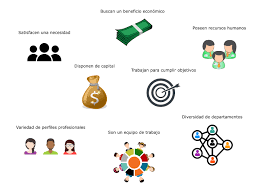 Buscan un beneficio económico
Satisfacen una necesidad
Poseen recursos humanos
Disponen de capital
Trabajan para cumplir objetivos
Diversidad de departamentos
Variedad de perfiles profesionales
Son un equipo de trabajo